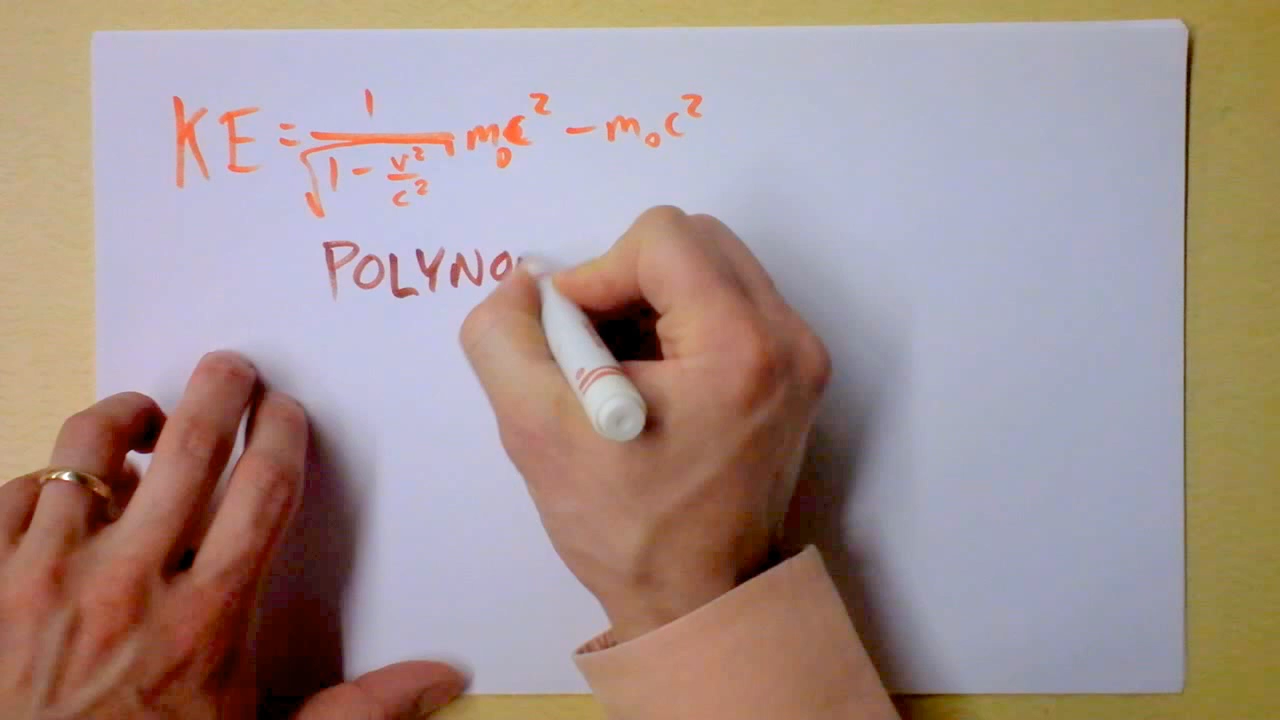 KE = 1/√(1 - v²/c²) m₀c² - m₀c²
POLYNO